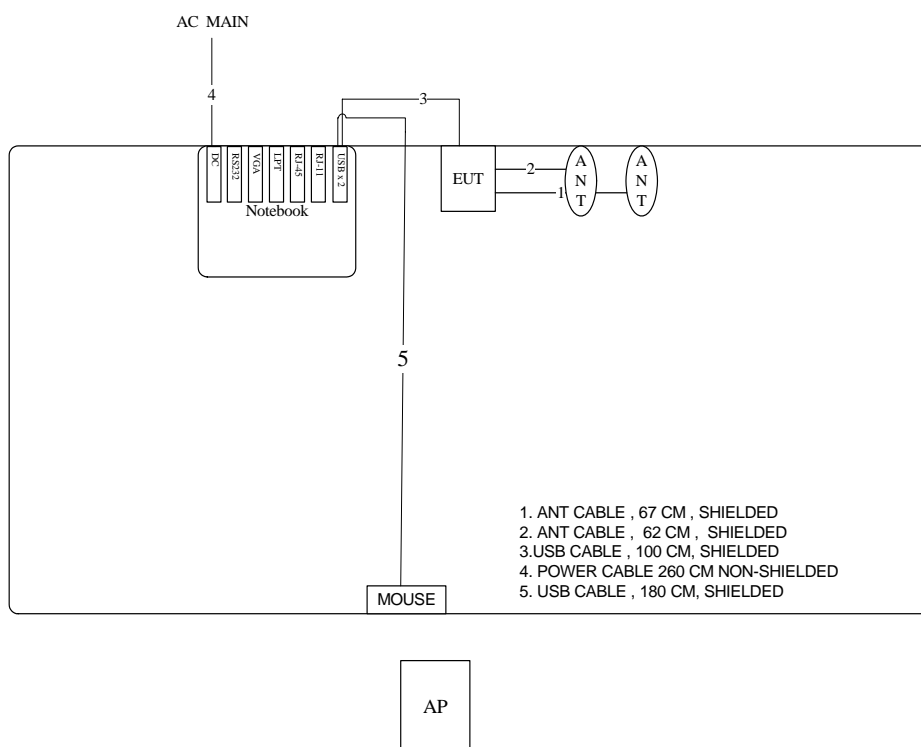 AC MAIN
4
3
DC
RS232
VGA
LPT
RJ-45
RJ-11
USB x 2
Notebook
EUT
2
1
ANT
ANT
5
1. ANT CABLE , 67 CM , SHIELDED
2. ANT CABLE , 62 CM , SHIELDED
3.USB CABLE , 100 CM, SHIELDED
4. POWER CABLE 260 CM NON-SHIELDED
5. USB CABLE , 180 CM, SHIELDED
MOUSE
AP